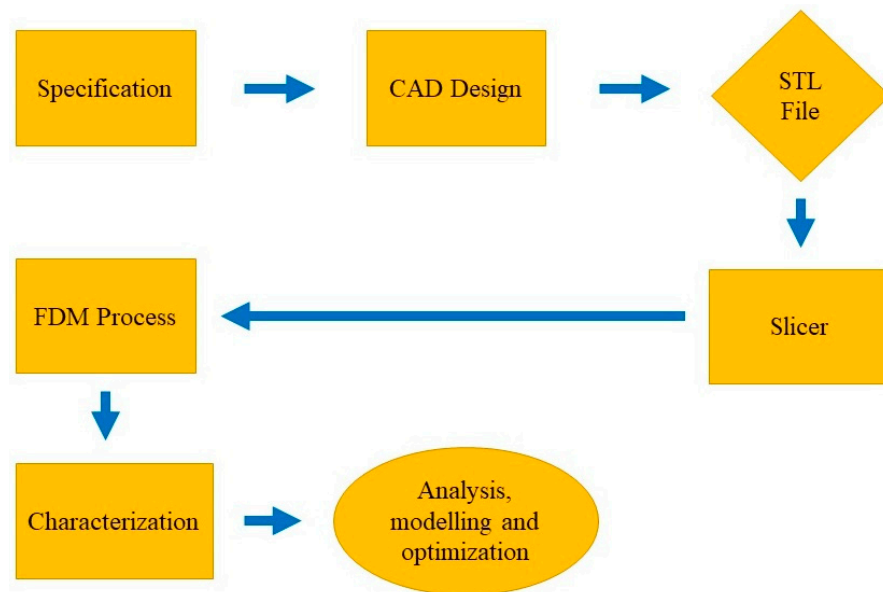 Specification
CAD Design
STL
File
FDM Process
Slicer
Characterization
Analysis,
modelling and
optimization